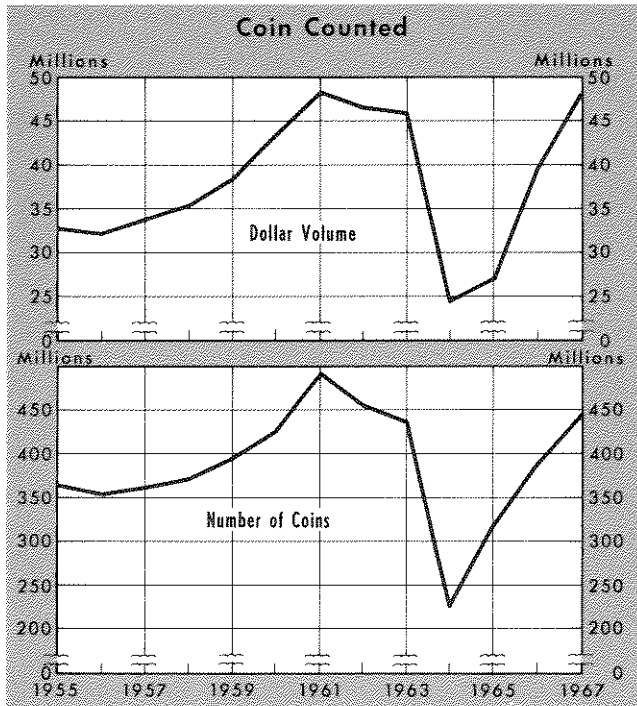 Coin Counted
Millions Millions
50 50
45 45
40 40
35 35
Dollar Volume
30 30
25 25
0 0
Millions Millions
450 450
400 400
350 350
Number of Coins
300 300
250 250
200 200
0 0
1955 1957 1959 1961 1963 1965 1967